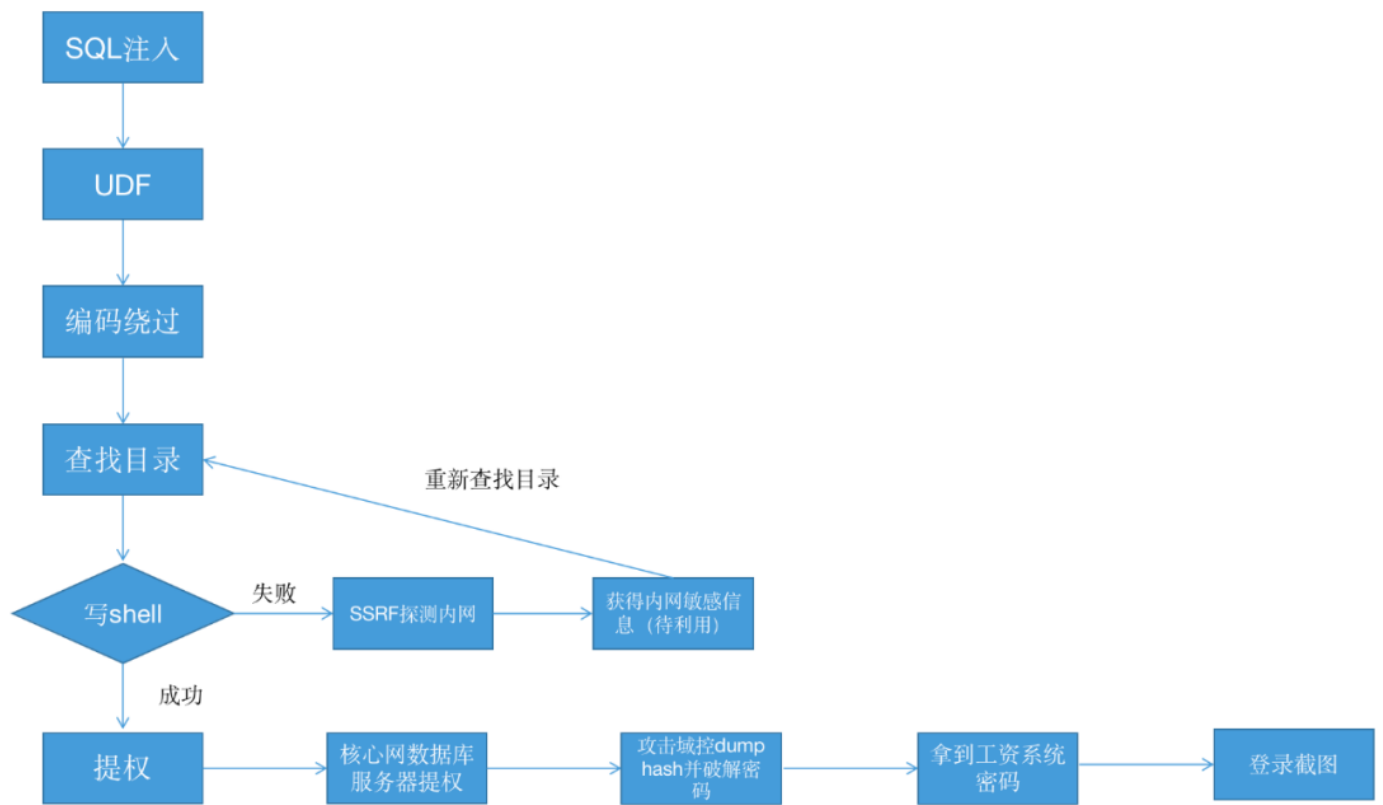 SQL注入
UDF
编码绕过
查找目录
重新查找目录
写shell
失败
SSRF探测内网
获得内网敏感信
息（待利用）
成功
提权
核心网数据库
服务器提权
攻击域控dump
hash并破解密
码
拿到工资系统
密码
登录截图